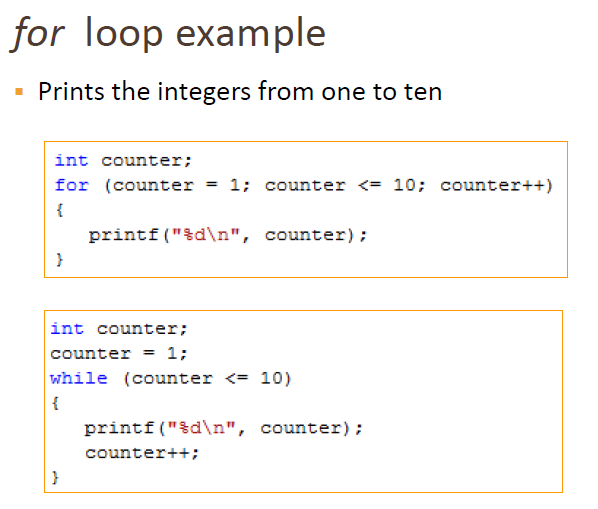 for loop example
▪ Prints the integers from one to ten
int counter;
for (counter = 1; counter <= 10; counter++)
{
   printf("%d\n", counter);
}
int counter;
counter = 1;
while (counter <= 10)
{
   printf("%d\n", counter);
   counter++;
}